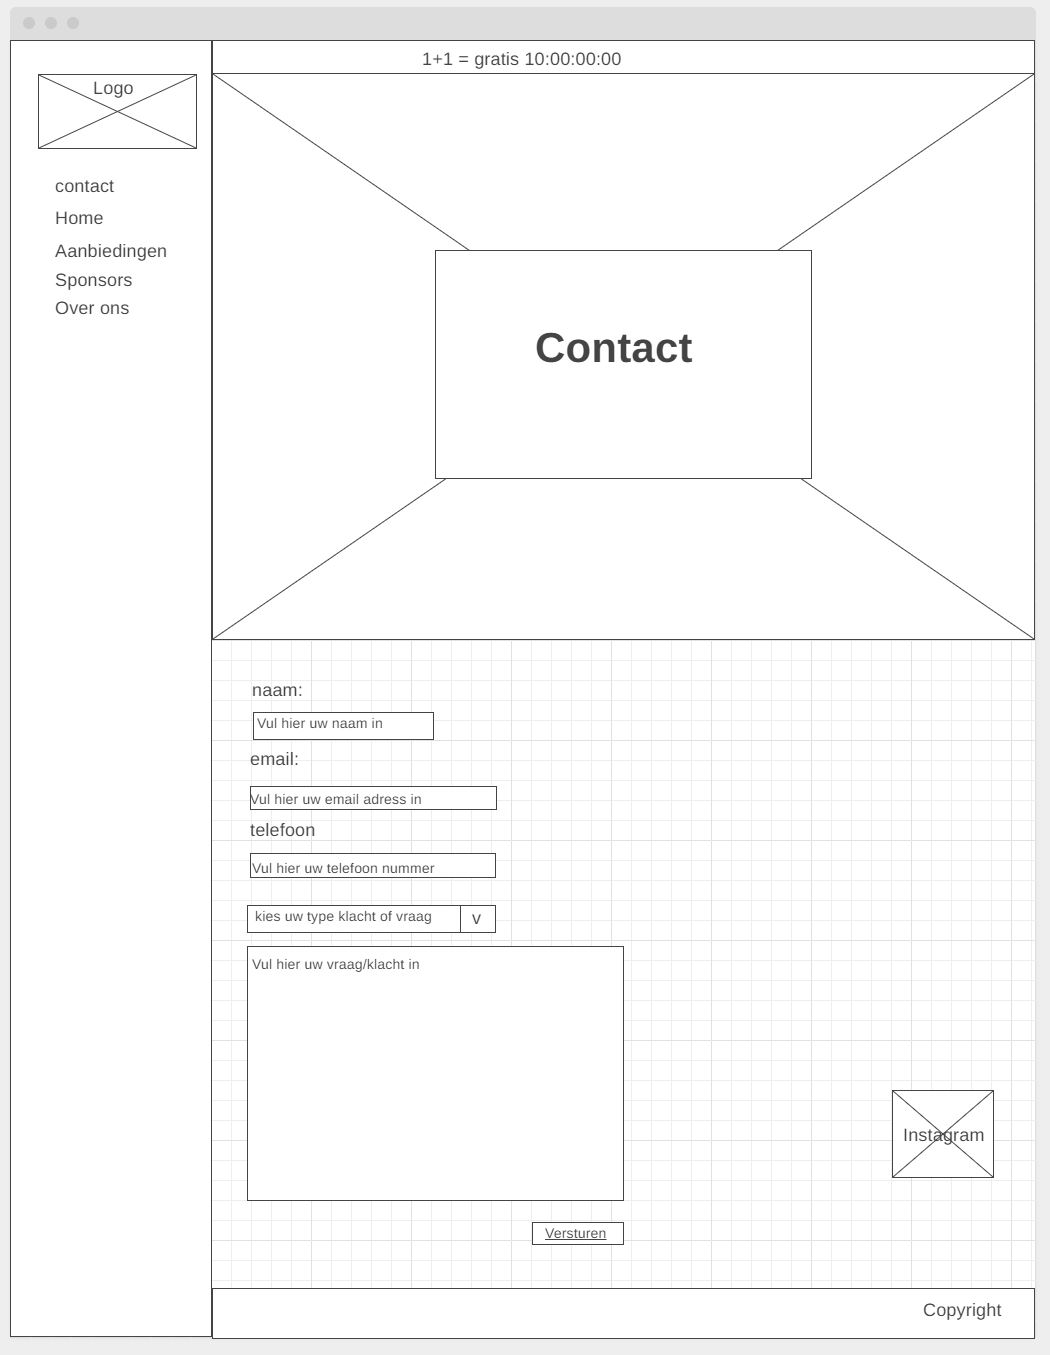 1+1 = gratis 10:00:00:00
Logo
contact
Home
Aanbiedingen
Sponsors
Over ons
Contact
naam:
Vul hier uw naam in
email:
Vul hier uw email adress in
telefoon
Vul hier uw telefoon nummer
kies uw type klacht of vraag v
Vul hier uw vraag/klacht in
Instagram
Versturen
Copyright